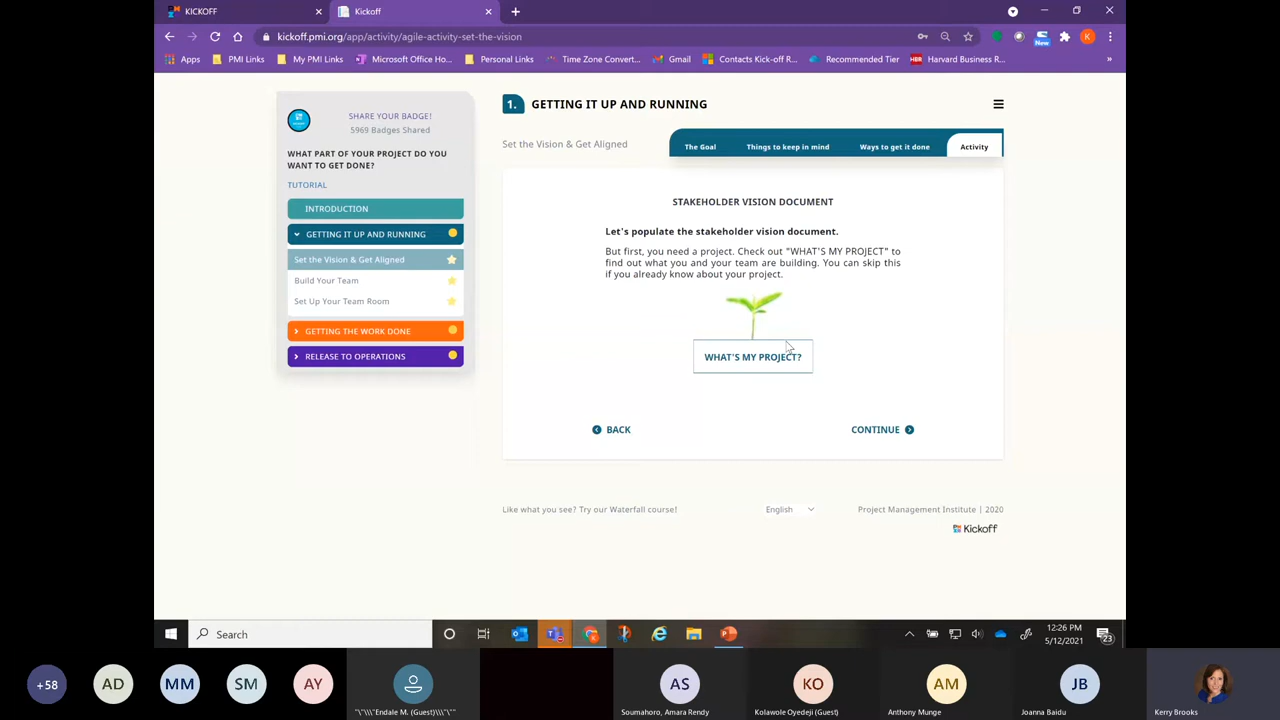 KICKOFF
Kickoff
kickoff.pmi.org/app/activity/agile-activity-set-the-vision
K
Apps
PMI Links
My PMI Links
Microsoft Office Ho...
Personal Links
Time Zone Convert...
Gmail
Contacts Kick-off R...
Recommended Tier
HBR
Harvard Business R...
New
»
SHARE YOUR BADGE!
5969 Badges Shared
WHAT PART OF YOUR PROJECT DO YOU
WANT TO GET DONE?
TUTORIAL
INTRODUCTION
GETTING IT UP AND RUNNING
Set the Vision & Get Aligned
Build Your Team
Set Up Your Team Room
GETTING THE WORK DONE
RELEASE TO OPERATIONS
1. GETTING IT UP AND RUNNING
Set the Vision & Get Aligned
The Goal
Things to keep in mind
Ways to get it done
Activity
STAKEHOLDER VISION DOCUMENT
Let's populate the stakeholder vision document.
But first, you need a project. Check out "WHAT'S MY PROJECT" to
find out what you and your team are building. You can skip this
if you already know about your project.
WHAT'S MY PROJECT?
BACK
CONTINUE
Like what you see? Try our Waterfall course!
English
Project Management Institute | 2020
Kickoff
Search
12:26 PM
5/12/2021
23
+58
AD
MM
SM
AY
"\"\\"Endale M. (Guest)\\\"\""
AS
Soumahoro, Amara Rendy
KO
Kolawole Oyedeji (Guest)
AM
Anthony Munge
JB
Joanna Baidu
Kerry Brooks